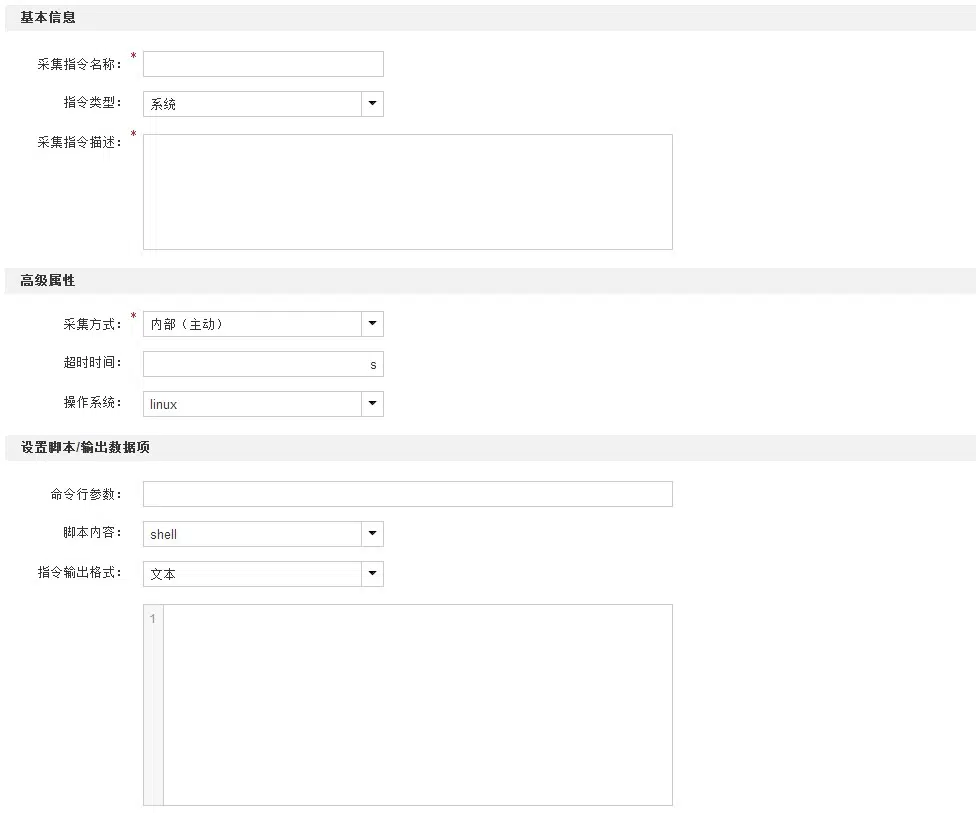 基本信息
采集指令名称： *
指令类型： 系统
采集指令描述： *
高级属性
采集方式： * 内部（主动）
超时时间： s
操作系统： linux
设置脚本/输出数据项
命令行参数：
脚本内容： shell
指令输出格式： 文本
1